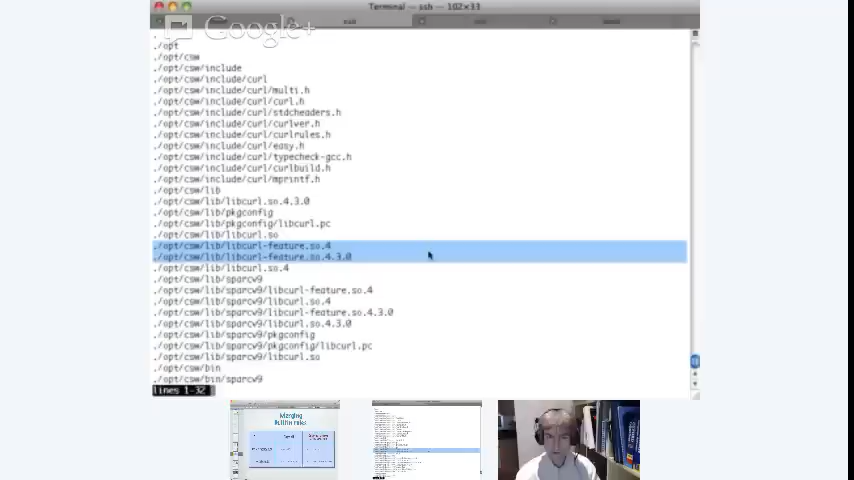 Terminal — ssh — 102×33
Google+
ssh
./opt
./opt/csw
./opt/csw/include
./opt/csw/include/curl
./opt/csw/include/curl/multi.h
./opt/csw/include/curl/curl.h
./opt/csw/include/curl/stdcheaders.h
./opt/csw/include/curl/curlver.h
./opt/csw/include/curl/curlrules.h
./opt/csw/include/curl/easy.h
./opt/csw/include/curl/typecheck-gcc.h
./opt/csw/include/curl/curlbuild.h
./opt/csw/include/curl/mprintf.h
./opt/csw/lib
./opt/csw/lib/libcurl.so.4.3.0
./opt/csw/lib/pkgconfig
./opt/csw/lib/pkgconfig/libcurl.pc
./opt/csw/lib/libcurl.so
./opt/csw/lib/libcurl-feature.so.4
./opt/csw/lib/libcurl-feature.so.4.3.0
./opt/csw/lib/libcurl.so.4
./opt/csw/lib/sparcv9
./opt/csw/lib/sparcv9/libcurl-feature.so.4
./opt/csw/lib/sparcv9/libcurl.so.4
./opt/csw/lib/sparcv9/libcurl-feature.so.4.3.0
./opt/csw/lib/sparcv9/libcurl.so.4.3.0
./opt/csw/lib/sparcv9/pkgconfig
./opt/csw/lib/sparcv9/pkgconfig/libcurl.pc
./opt/csw/lib/sparcv9/libcurl.so
./opt/csw/bin
./opt/csw/bin/sparcv9
lines 1-32
Merging